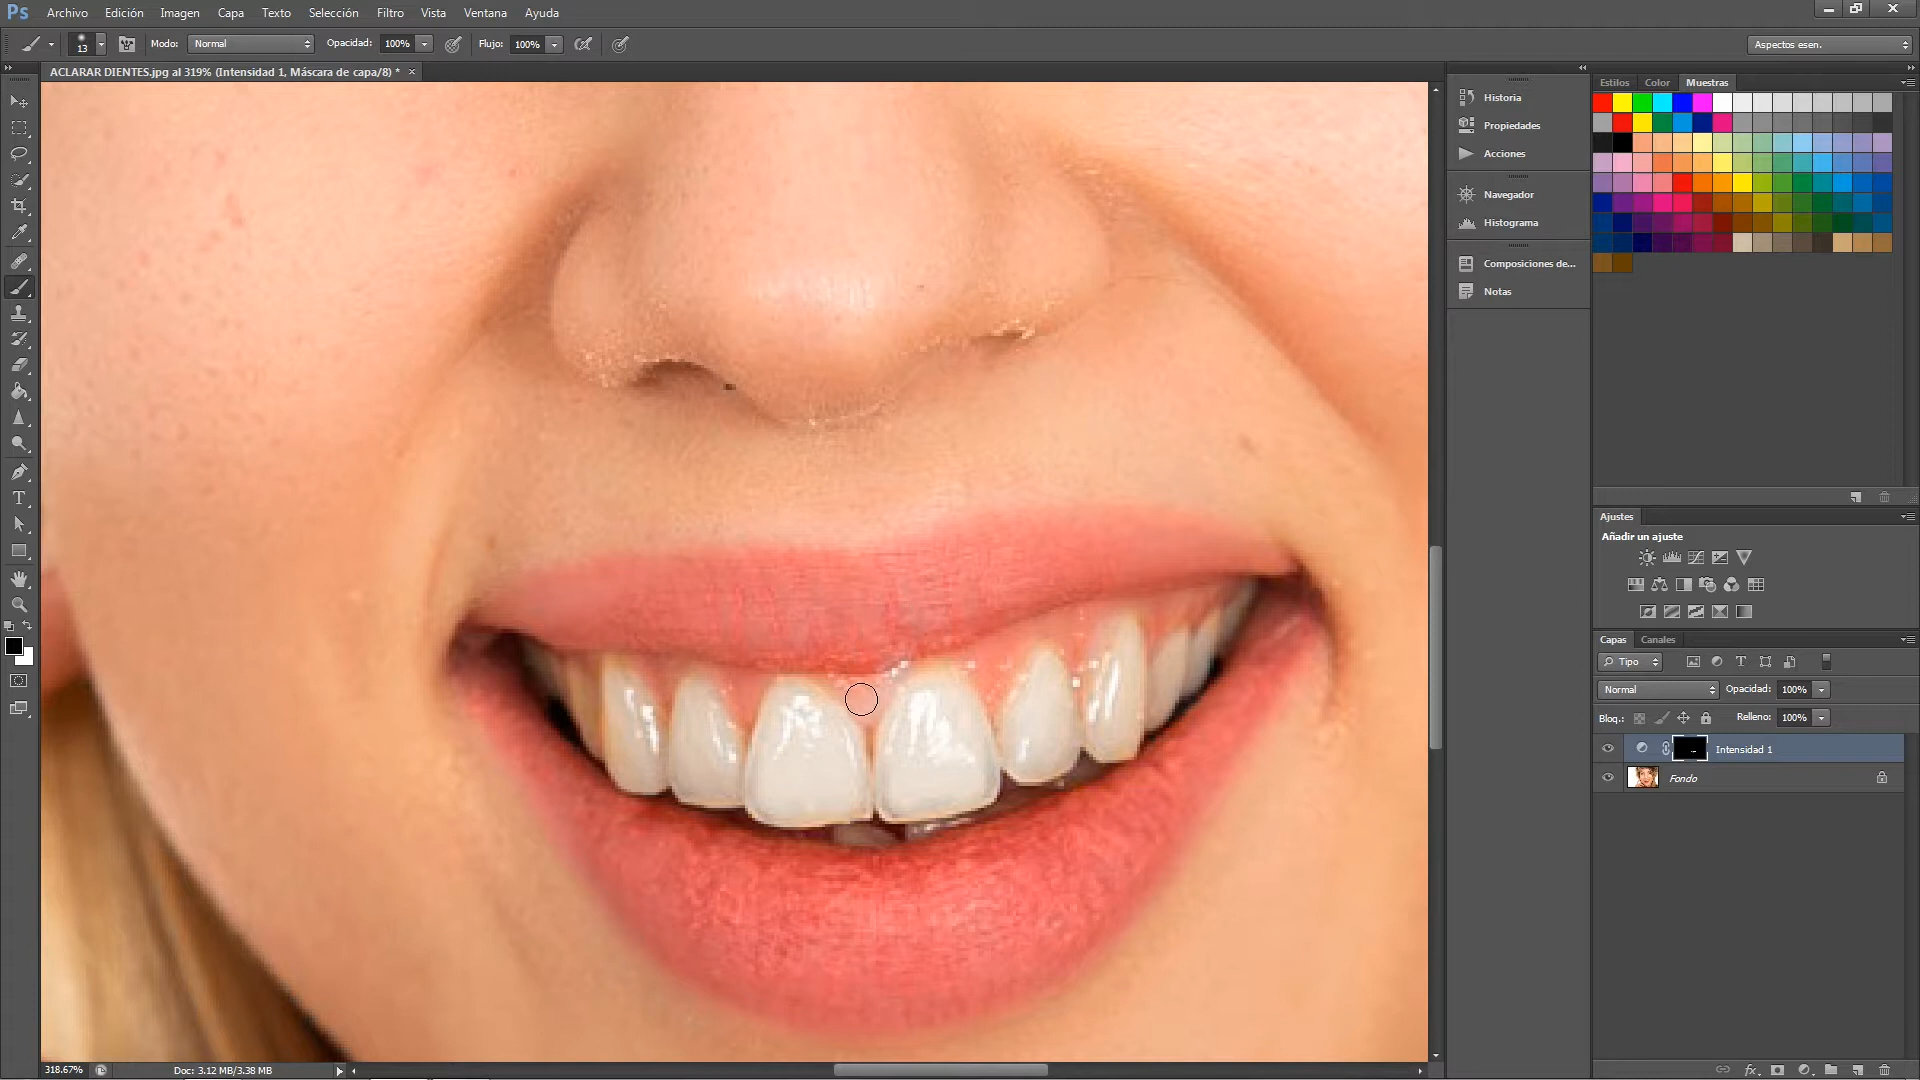 Ps Archivo Edición Imagen Capa Texto Selección Filtro Vista Ventana Ayuda
13 Modo: Normal Opacidad: 100% Flujo: 100% Aspectos esen.
ACLARAR DIENTES.jpg al 319% (Intensidad 1, Máscara de capa/8) * ×
Historia
Propiedades
Acciones
Navegador
Histograma
Composiciones de...
Notas
Estilos Color Muestras
Ajustes
Añadir un ajuste
Capas Canales
Tipo
Normal Opacidad: 100%
Bloq.: Relleno: 100%
Intensidad 1
Fondo
318.67% Doc: 3.12 MB/3.38 MB